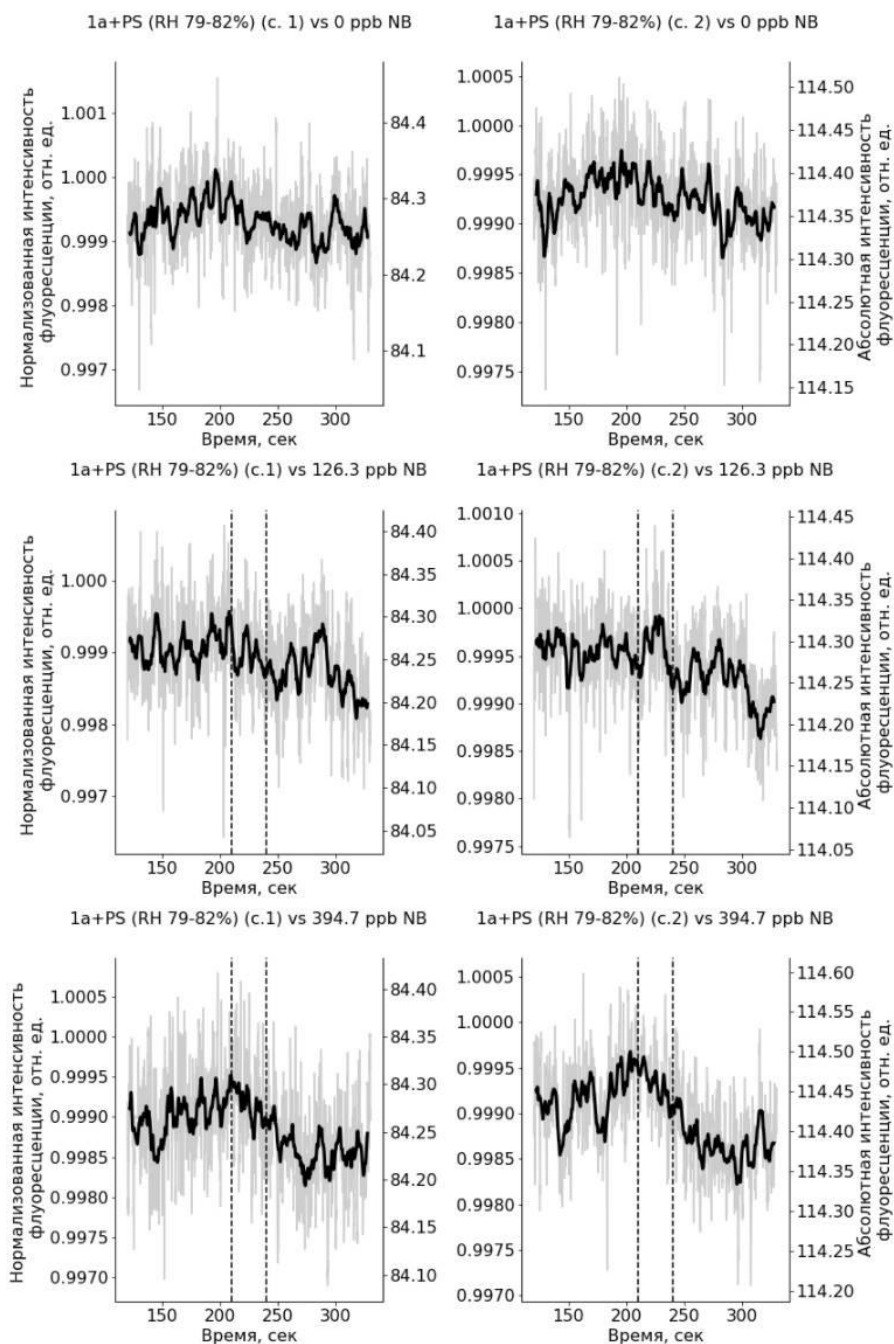 1a+PS (RH 79-82%) (с. 1) vs 0 ppb NB
1a+PS (RH 79-82%) (с. 2) vs 0 ppb NB
Нормализованная интенсивность
флуоресценции, отн. ед.
1.001
1.000
0.999
0.998
0.997
84.4
84.3
84.2
84.1
150 200 250 300
Время, сек
1.0005
1.0000
0.9995
0.9990
0.9985
0.9980
0.9975
114.50
114.45
114.40
114.35
114.30
114.25
114.20
114.15
Абсолютная интенсивность
флуоресценции, отн. ед.
150 200 250 300
Время, сек
1a+PS (RH 79-82%) (с.1) vs 126.3 ppb NB
1a+PS (RH 79-82%) (с.2) vs 126.3 ppb NB
Нормализованная интенсивность
флуоресценции, отн. ед.
1.000
0.999
0.998
0.997
84.40
84.35
84.30
84.25
84.20
84.15
84.10
84.05
150 200 250 300
Время, сек
1.0010
1.0005
1.0000
0.9995
0.9990
0.9985
0.9980
0.9975
114.45
114.40
114.35
114.30
114.25
114.20
114.15
114.10
114.05
Абсолютная интенсивность
флуоресценции, отн. ед.
150 200 250 300
Время, сек
1a+PS (RH 79-82%) (с.1) vs 394.7 ppb NB
1a+PS (RH 79-82%) (с.2) vs 394.7 ppb NB
Нормализованная интенсивность
флуоресценции, отн. ед.
1.0005
1.0000
0.9995
0.9990
0.9985
0.9980
0.9975
0.9970
84.40
84.35
84.30
84.25
84.20
84.15
84.10
150 200 250 300
Время, сек
1.0005
1.0000
0.9995
0.9990
0.9985
0.9980
0.9975
0.9970
114.60
114.55
114.50
114.45
114.40
114.35
114.30
114.25
114.20
Абсолютная интенсивность
флуоресценции, отн. ед.
150 200 250 300
Время, сек